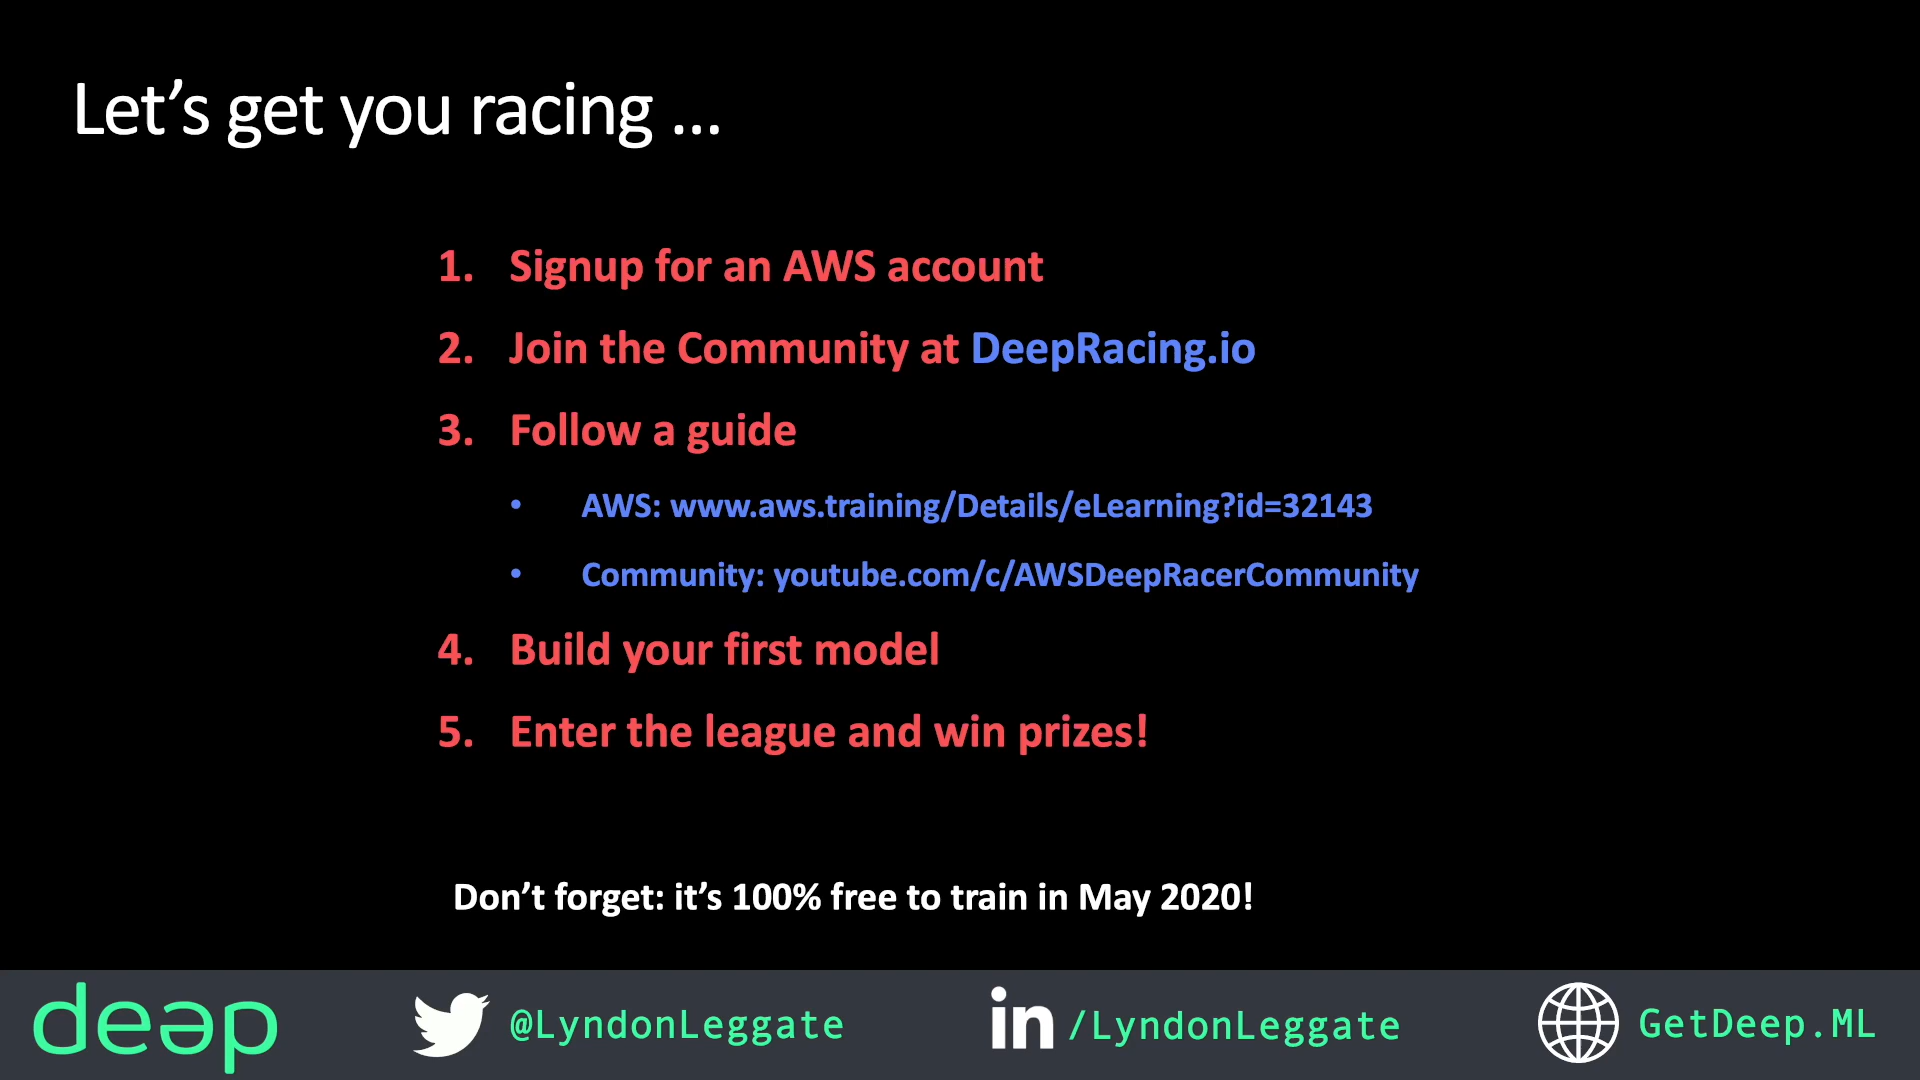 Let’s get you racing ...
1. Signup for an AWS account
2. Join the Community at DeepRacing.io
3. Follow a guide
• AWS: www.aws.training/Details/eLearning?id=32143
• Community: youtube.com/c/AWSDeepRacerCommunity
4. Build your first model
5. Enter the league and win prizes!
Don’t forget: it’s 100% free to train in May 2020!
deəp @LyndonLeggate in /LyndonLeggate GetDeep.ML